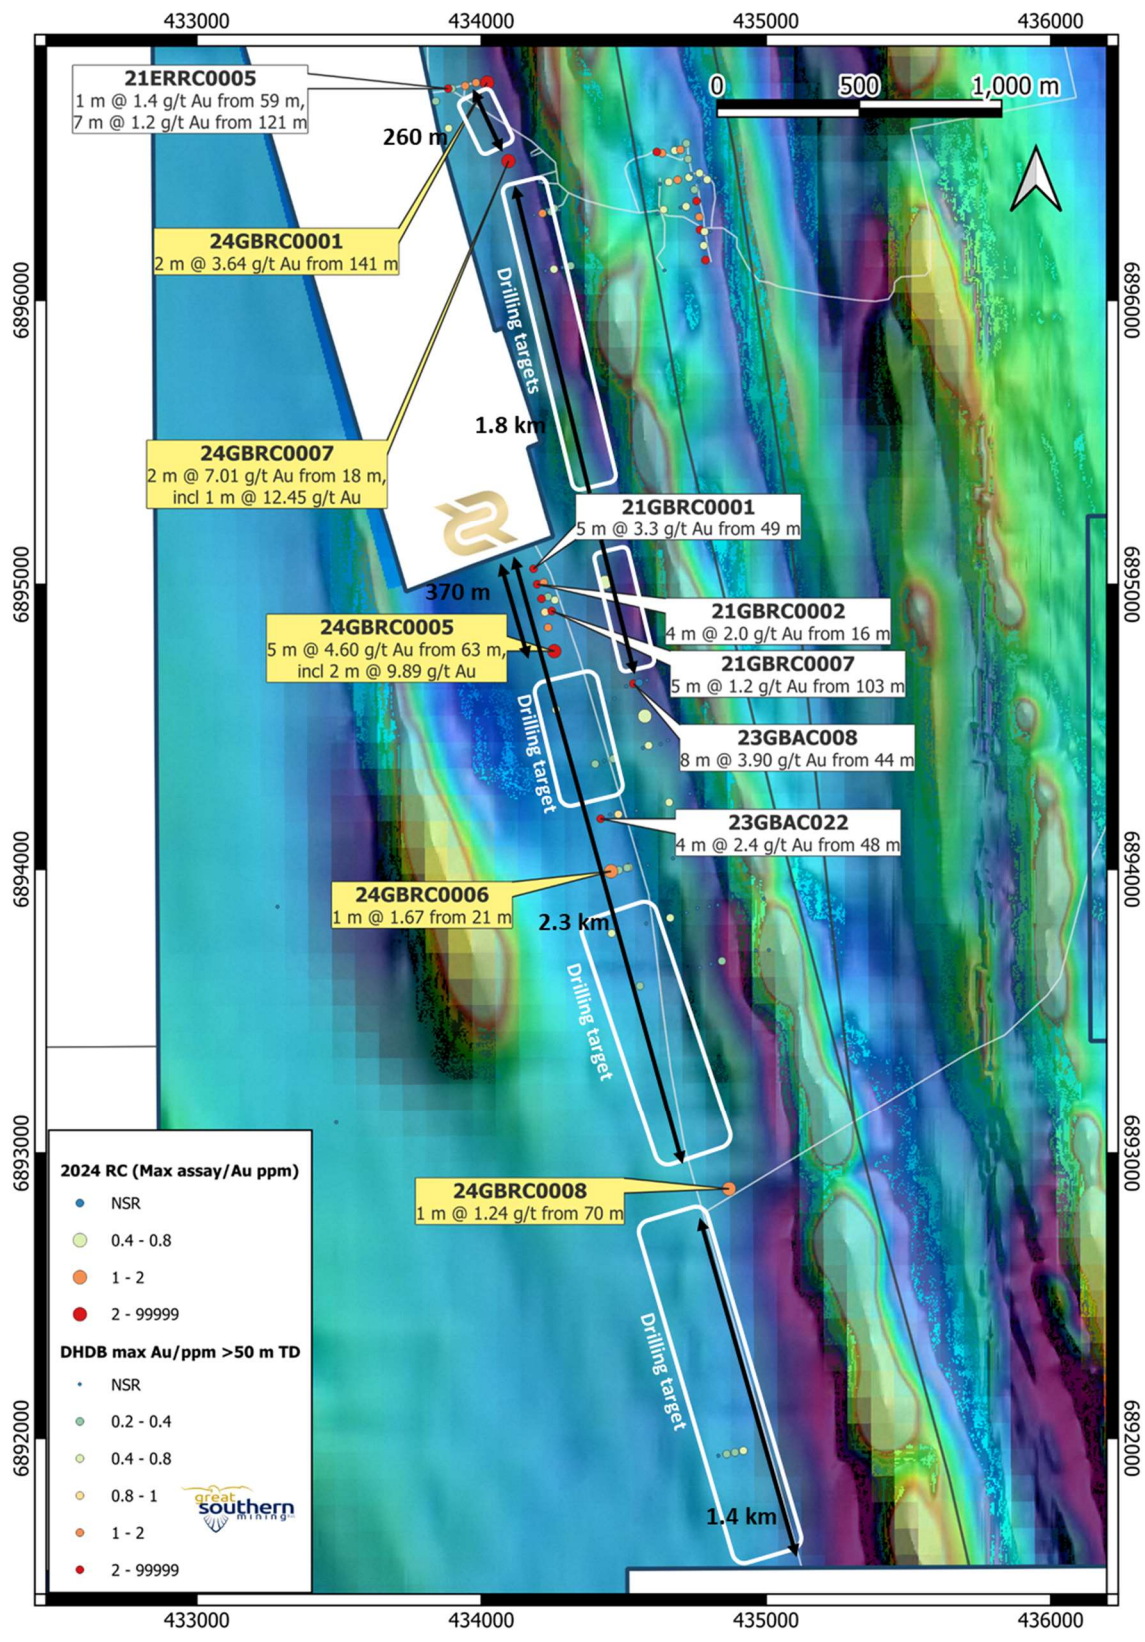 433000
434000
435000
436000
0
500
1,000 m
21ERRC0005
1 m @ 1.4 g/t Au from 59 m,
7 m @ 1.2 g/t Au from 121 m
260 m
24GBRC0001
2 m @ 3.64 g/t Au from 141 m
6896000
6896000
Drilling targets
1.8 km
24GBRC0007
2 m @ 7.01 g/t Au from 18 m,
incl 1 m @ 12.45 g/t Au
21GBRC0001
5 m @ 3.3 g/t Au from 49 m
6895000
6895000
370 m
21GBRC0002
4 m @ 2.0 g/t Au from 16 m
24GBRC0005
5 m @ 4.60 g/t Au from 63 m,
incl 2 m @ 9.89 g/t Au
21GBRC0007
5 m @ 1.2 g/t Au from 103 m
Drilling target
23GBAC008
8 m @ 3.90 g/t Au from 44 m
23GBAC022
4 m @ 2.4 g/t Au from 48 m
6894000
6894000
24GBRC0006
1 m @ 1.67 from 21 m
2.3 km
Drilling target
6893000
6893000
24GBRC0008
1 m @ 1.24 g/t from 70 m
Drilling target
1.4 km
6892000
6892000
2024 RC (Max assay/Au ppm)
NSR
0.4 - 0.8
1 - 2
2 - 99999
DHDB max Au/ppm >50 m TD
NSR
0.2 - 0.4
0.4 - 0.8
0.8 - 1
1 - 2
2 - 99999
great
southern
mining
433000
434000
435000
436000